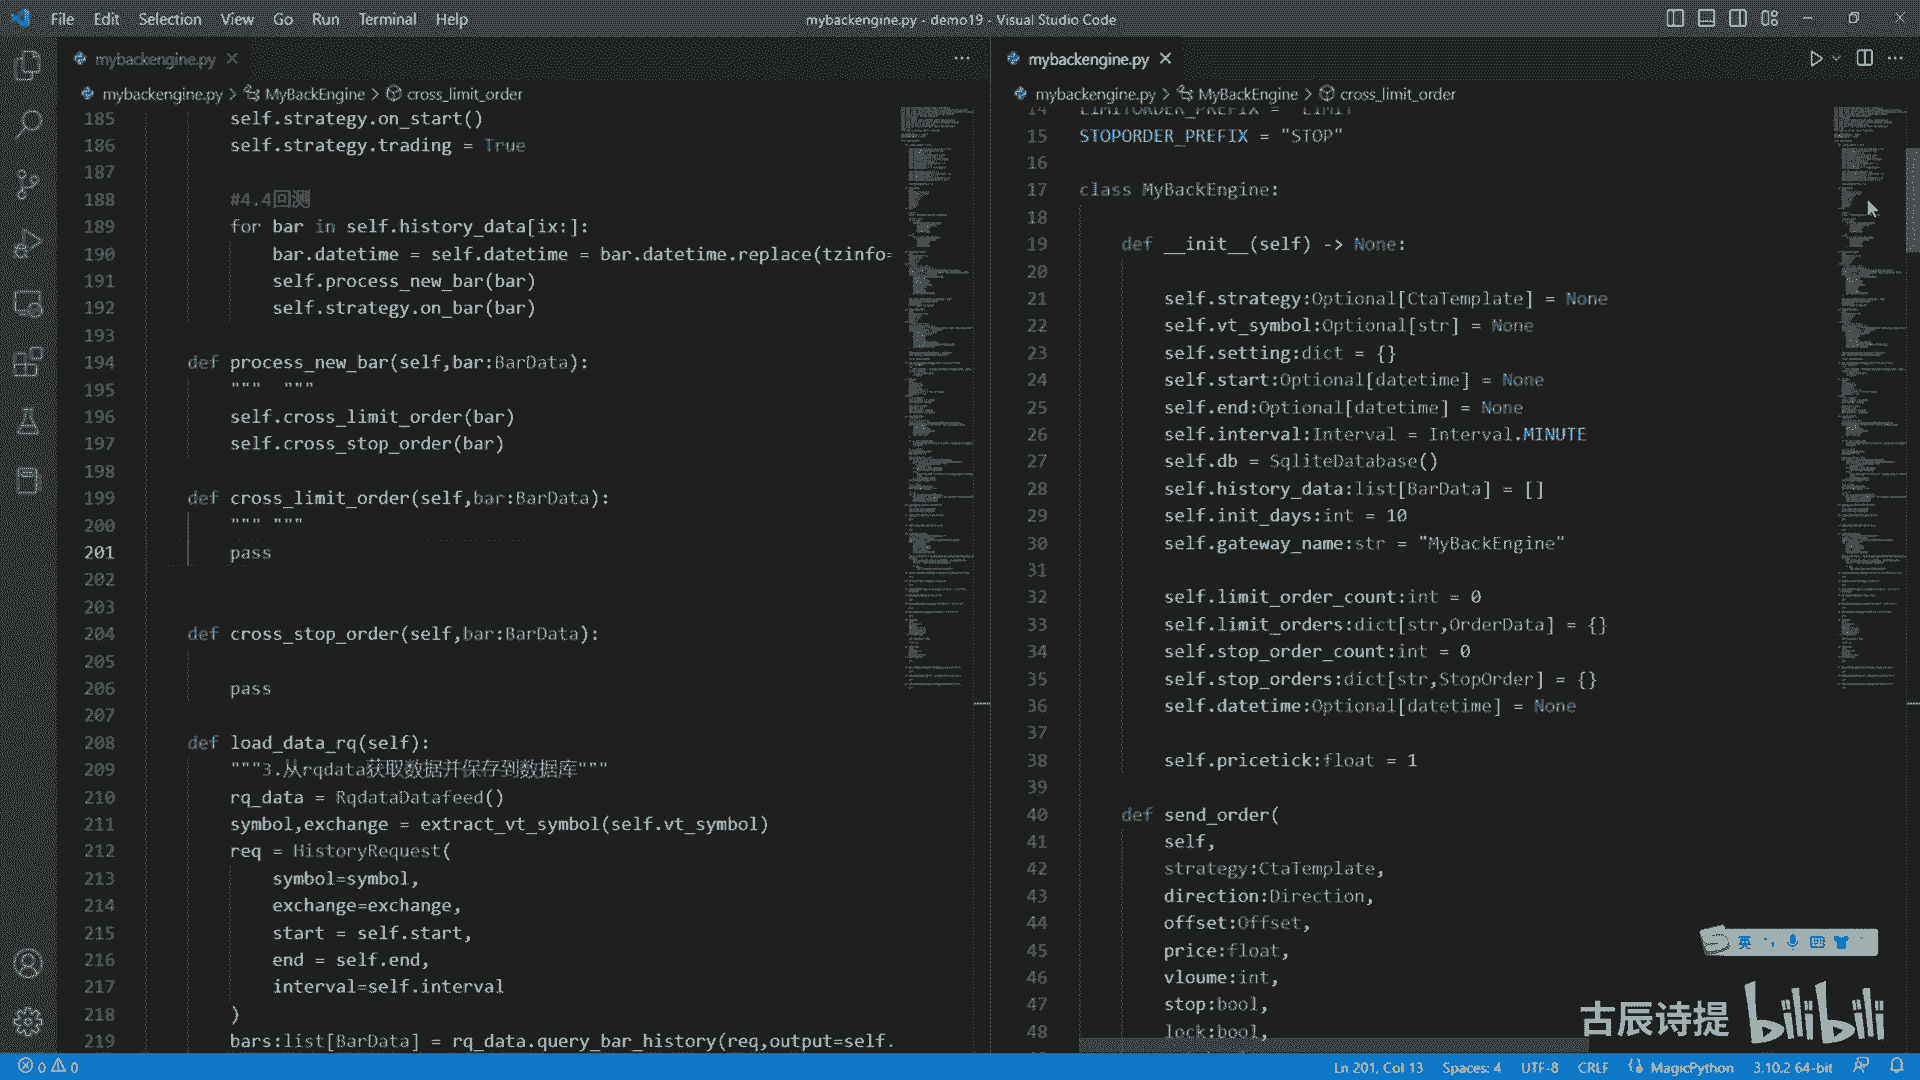 File Edit Selection View Go Run Terminal Help
mybackengine.py - demo19 - Visual Studio Code
mybackengine.py
mybackengine.py > MyBackEngine > cross_limit_order
185 self.strategy.on_start()
186 self.strategy.trading = True
187
188 #4.4回测
189 for bar in self.history_data[ix:]:
190 bar.datetime = self.datetime = bar.datetime.replace(tzinfo=
191 self.process_new_bar(bar)
192 self.strategy.on_bar(bar)
193
194 def process_new_bar(self,bar:BarData):
195 """  """
196 self.cross_limit_order(bar)
197 self.cross_stop_order(bar)
198
199 def cross_limit_order(self,bar:BarData):
200 """ """
201 pass
202
203
204 def cross_stop_order(self,bar:BarData):
205
206 pass
207
208 def load_data_rq(self):
209 """3.从rqdata获取数据并保存到数据库"""
210 rq_data = RqdataDatafeed()
211 symbol,exchange = extract_vt_symbol(self.vt_symbol)
212 req = HistoryRequest(
213 symbol=symbol,
214 exchange=exchange,
215 start = self.start,
216 end = self.end,
217 interval=self.interval
218 )
219 bars:list[BarData] = rq_data.query_bar_history(req,output=self.
mybackengine.py
mybackengine.py > MyBackEngine > cross_limit_order
14 LIMITORDER_PREFIX = "LIMIT"
15 STOPORDER_PREFIX = "STOP"
16
17 class MyBackEngine:
18
19 def __init__(self) -> None:
20
21 self.strategy:Optional[CtaTemplate] = None
22 self.vt_symbol:Optional[str] = None
23 self.setting:dict = {}
24 self.start:Optional[datetime] = None
25 self.end:Optional[datetime] = None
26 self.interval:Interval = Interval.MINUTE
27 self.db = SqliteDatabase()
28 self.history_data:list[BarData] = []
29 self.init_days:int = 10
30 self.gateway_name:str = "MyBackEngine"
31
32 self.limit_order_count:int = 0
33 self.limit_orders:dict[str,OrderData] = {}
34 self.stop_order_count:int = 0
35 self.stop_orders:dict[str,StopOrder] = {}
36 self.datetime:Optional[datetime] = None
37
38 self.pricetick:float = 1
39
40 def send_order(
41 self,
42 strategy:CtaTemplate,
43 direction:Direction,
44 offset:Offset,
45 price:float,
46 vloume:int,
47 stop:bool,
48 lock:bool,
英
古辰诗提 bilibili
0 0
Ln 201, Col 13 Spaces: 4 UTF-8 CRLF MagicPython 3.10.2 64-bit